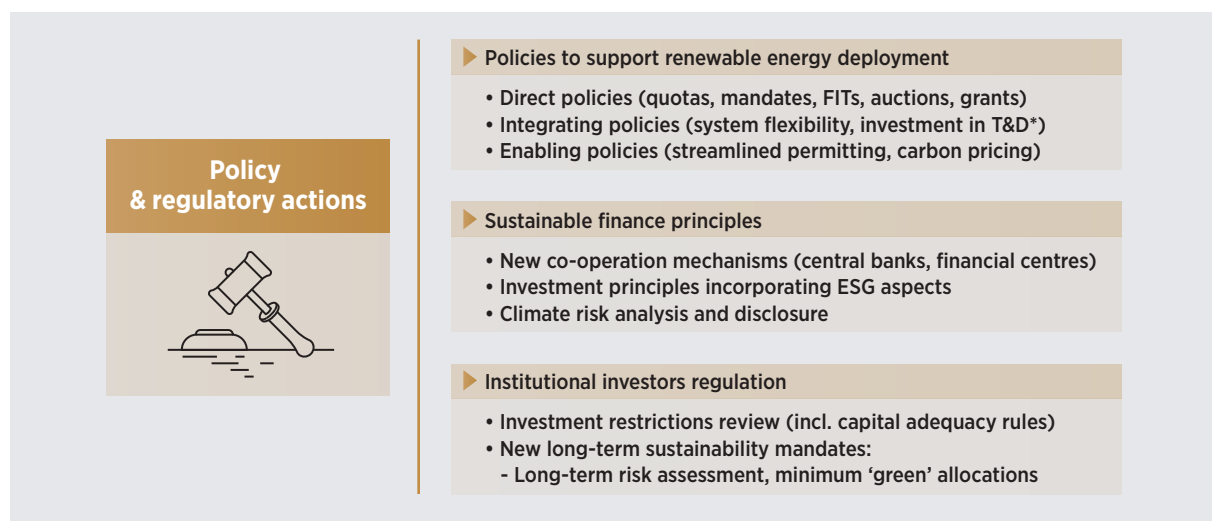 Policy
& regulatory actions
Policies to support renewable energy deployment
• Direct policies (quotas, mandates, FITs, auctions, grants)
• Integrating policies (system flexibility, investment in T&D*)
• Enabling policies (streamlined permitting, carbon pricing)
Sustainable finance principles
• New co-operation mechanisms (central banks, financial centres)
• Investment principles incorporating ESG aspects
• Climate risk analysis and disclosure
Institutional investors regulation
• Investment restrictions review (incl. capital adequacy rules)
• New long-term sustainability mandates:
- Long-term risk assessment, minimum ‘green’ allocations